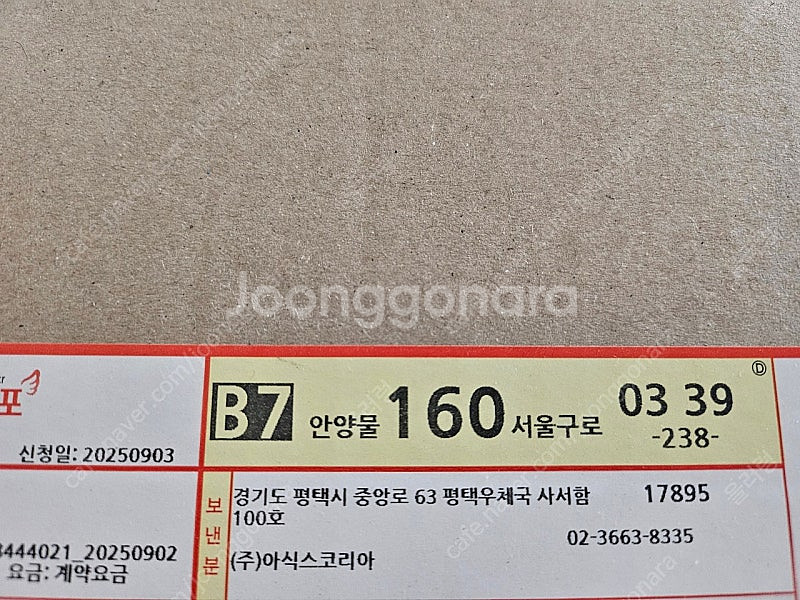 Joonggonara
포
신청일: 20250903
B7 안양물 160 서울구로 03 39
-238-
D
3444021_20250902
요금: 계약요금
보낸분
경기도 평택시 중앙로 63 평택우체국 사서함 17895
100호
02-3663-8335
(주)아식스코리아